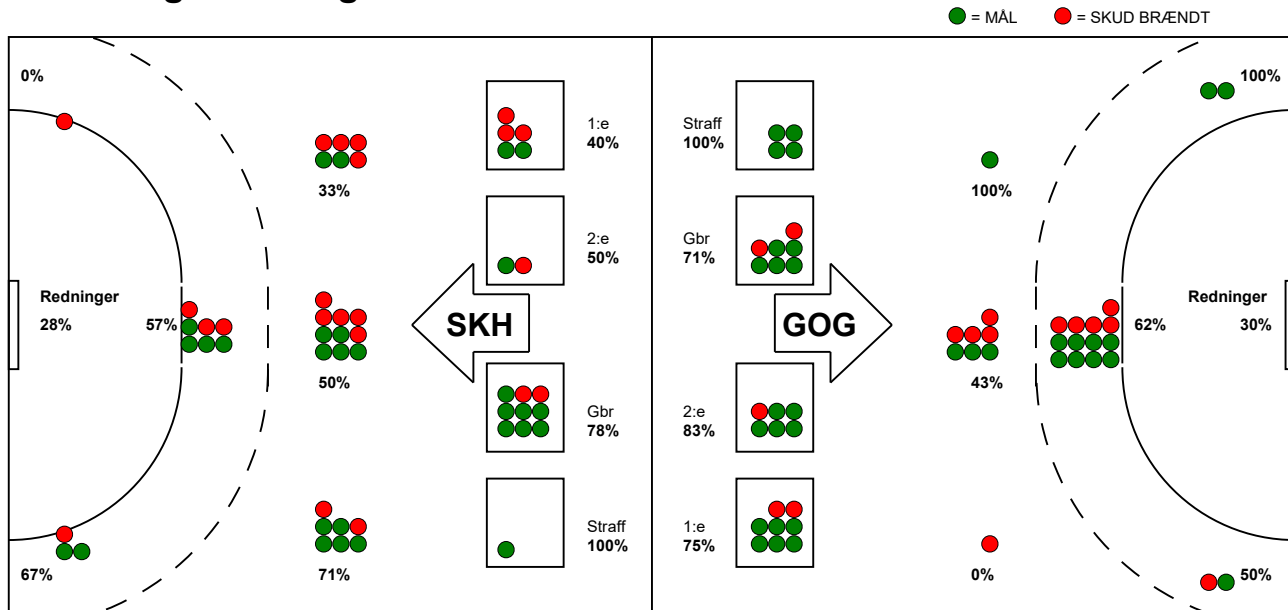 = MÅL = SKUD BRÆNDT
0%
33%
Redninger
28%
57%
50%
67%
71%
1:e
40%
2:e
50%
SKH
Gbr
78%
Straff
100%
Straff
100%
Gbr
71%
GOG
2:e
83%
1:e
75%
100%
100%
43%
62%
Redninger
30%
0%
50%